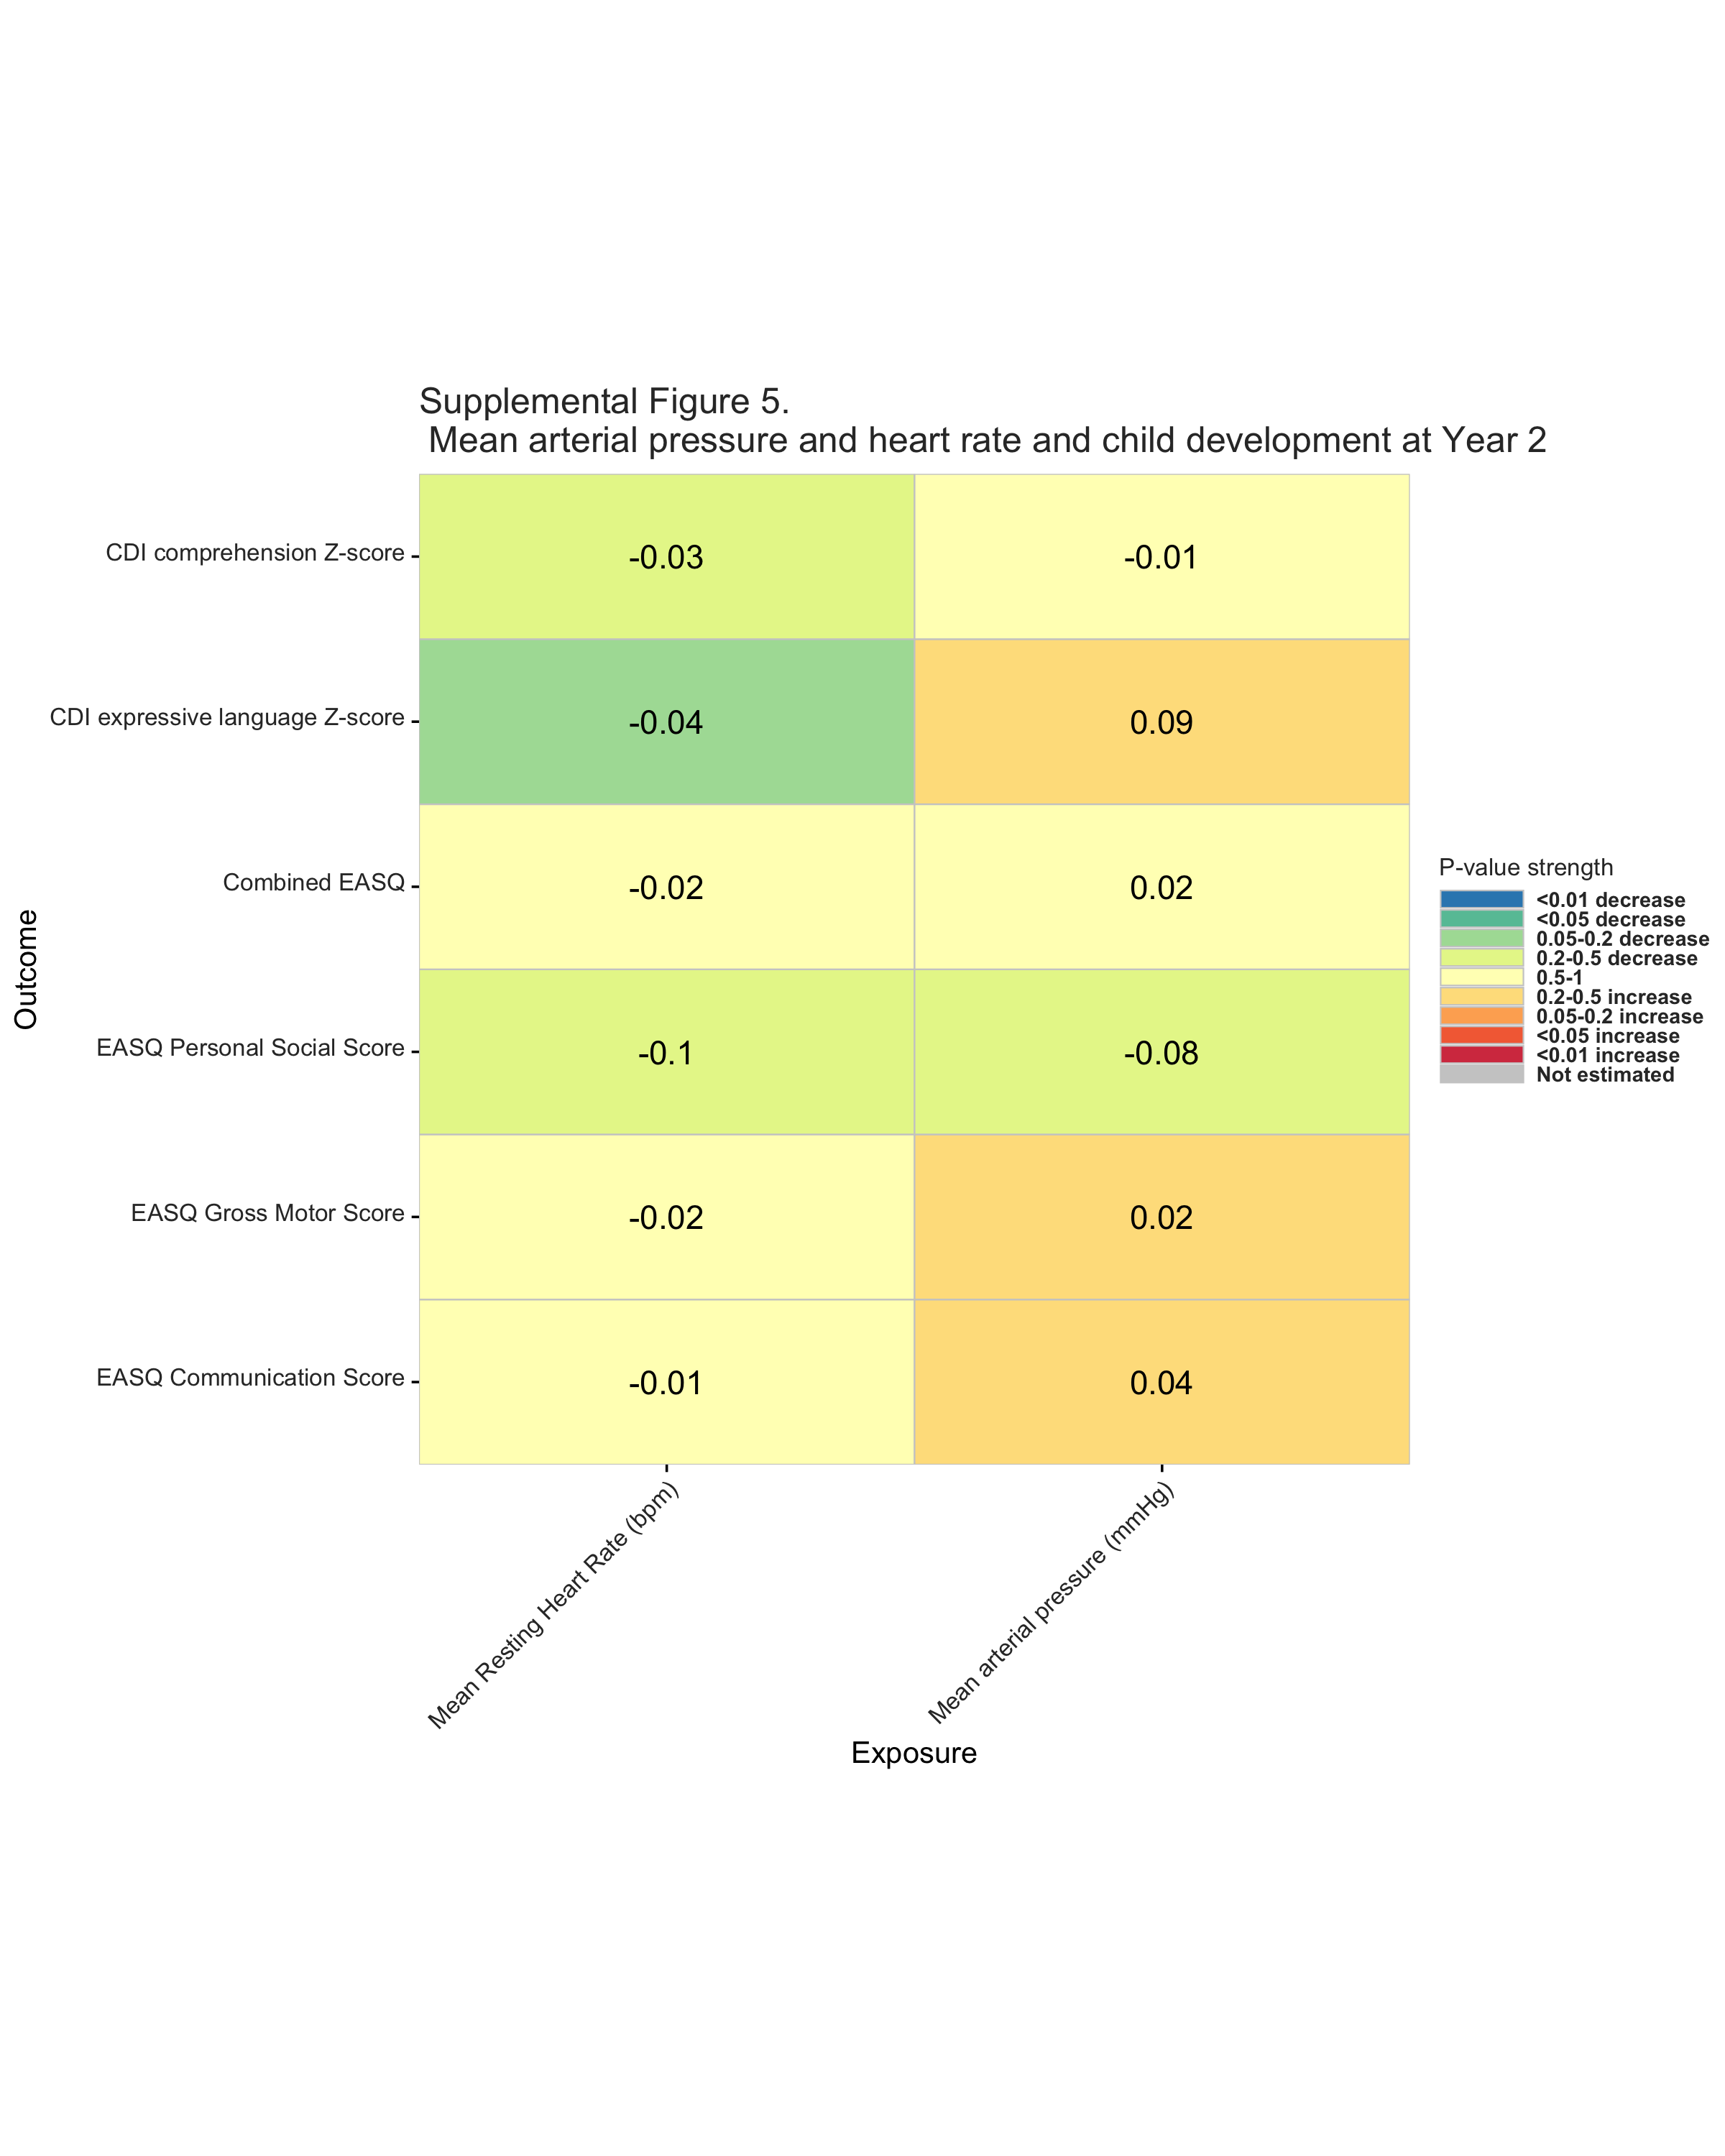 Supplemental Figure 5.
Mean arterial pressure and heart rate and child development at Year 2
CDI comprehension Z-score
-0.03
-0.01
CDI expressive language Z-score
-0.04
0.09
Combined EASQ
-0.02
0.02
EASQ Personal Social Score
-0.1
-0.08
EASQ Gross Motor Score
-0.02
0.02
EASQ Communication Score
-0.01
0.04
Outcome
Mean Resting Heart Rate (bpm)
Mean arterial pressure (mmHg)
Exposure
P-value strength
<0.01 decrease
<0.05 decrease
0.05-0.2 decrease
0.2-0.5 decrease
0.5-1
0.2-0.5 increase
0.05-0.2 increase
<0.05 increase
<0.01 increase
Not estimated